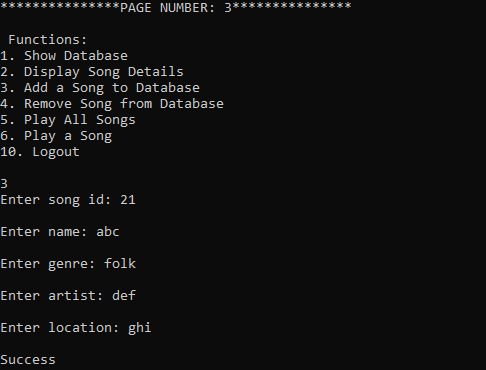 ***************PAGE NUMBER: 3***************
Functions:
1. Show Database
2. Display Song Details
3. Add a Song to Database
4. Remove Song from Database
5. Play All Songs
6. Play a Song
10. Logout
3
Enter song id: 21
Enter name: abc
Enter genre: folk
Enter artist: def
Enter location: ghi
Success